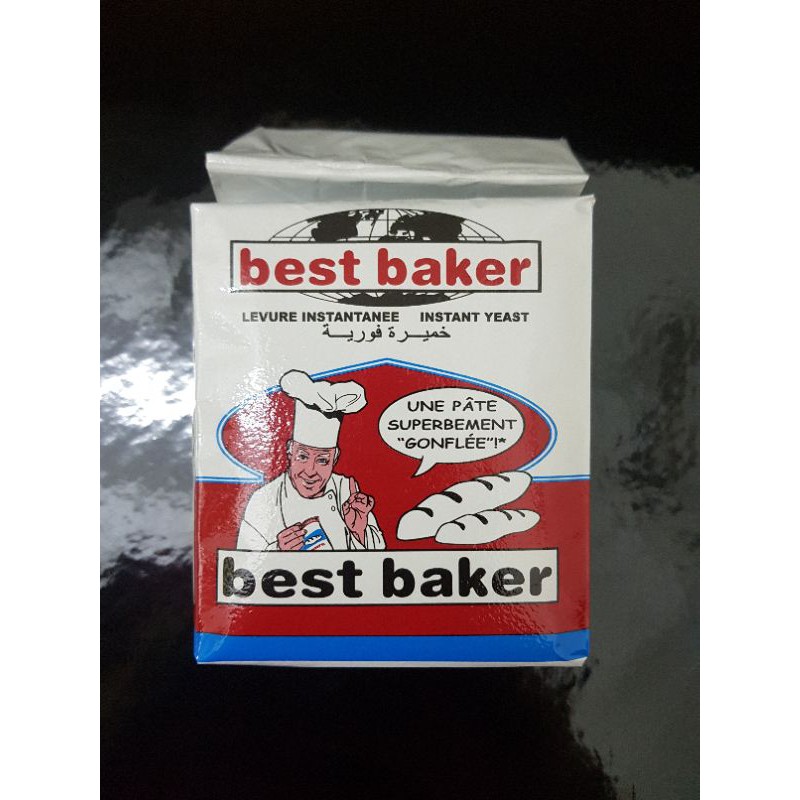 best baker
LEVURE INSTANTANEE INSTANT YEAST
خميرة فورية
UNE PÂTE
SUPERBEMENT
"GONFLÉE"!*
best baker